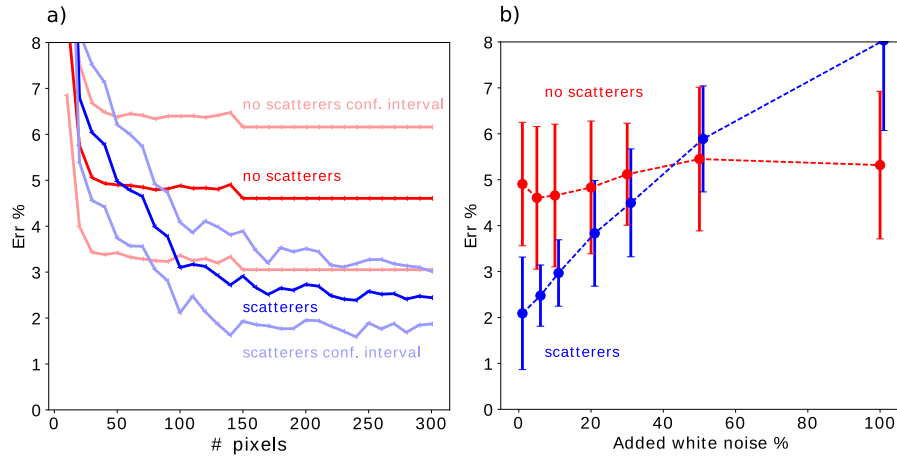 a)
8
7
6
5
4
3
2
1
0
Err %
no scatterers conf. interval
no scatterers
scatterers
scatterers conf. interval
0
50
100
150
200
250
300
# pixels
b)
8
7
6
5
4
3
2
1
0
Err %
no scatterers
scatterers
0
20
40
60
80
100
Added white noise %